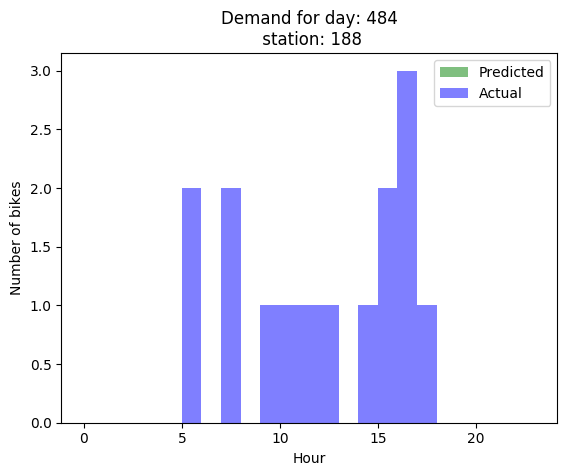 Demand for day: 484
station: 188
Predicted
Actual
3.0
2.5
2.0
1.5
1.0
0.5
0.0
Number of bikes
0 5 10 15 20
Hour